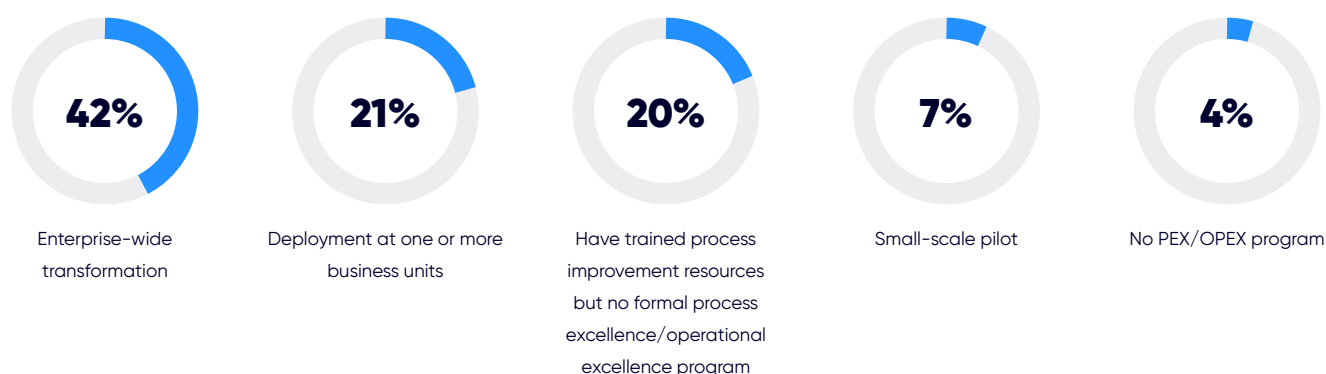 42%
21%
20%
7%
4%
Enterprise-wide
transformation
Deployment at one or more
business units
Have trained process
improvement resources
but no formal process
excellence/operational
excellence program
Small-scale pilot
No PEX/OPEX program